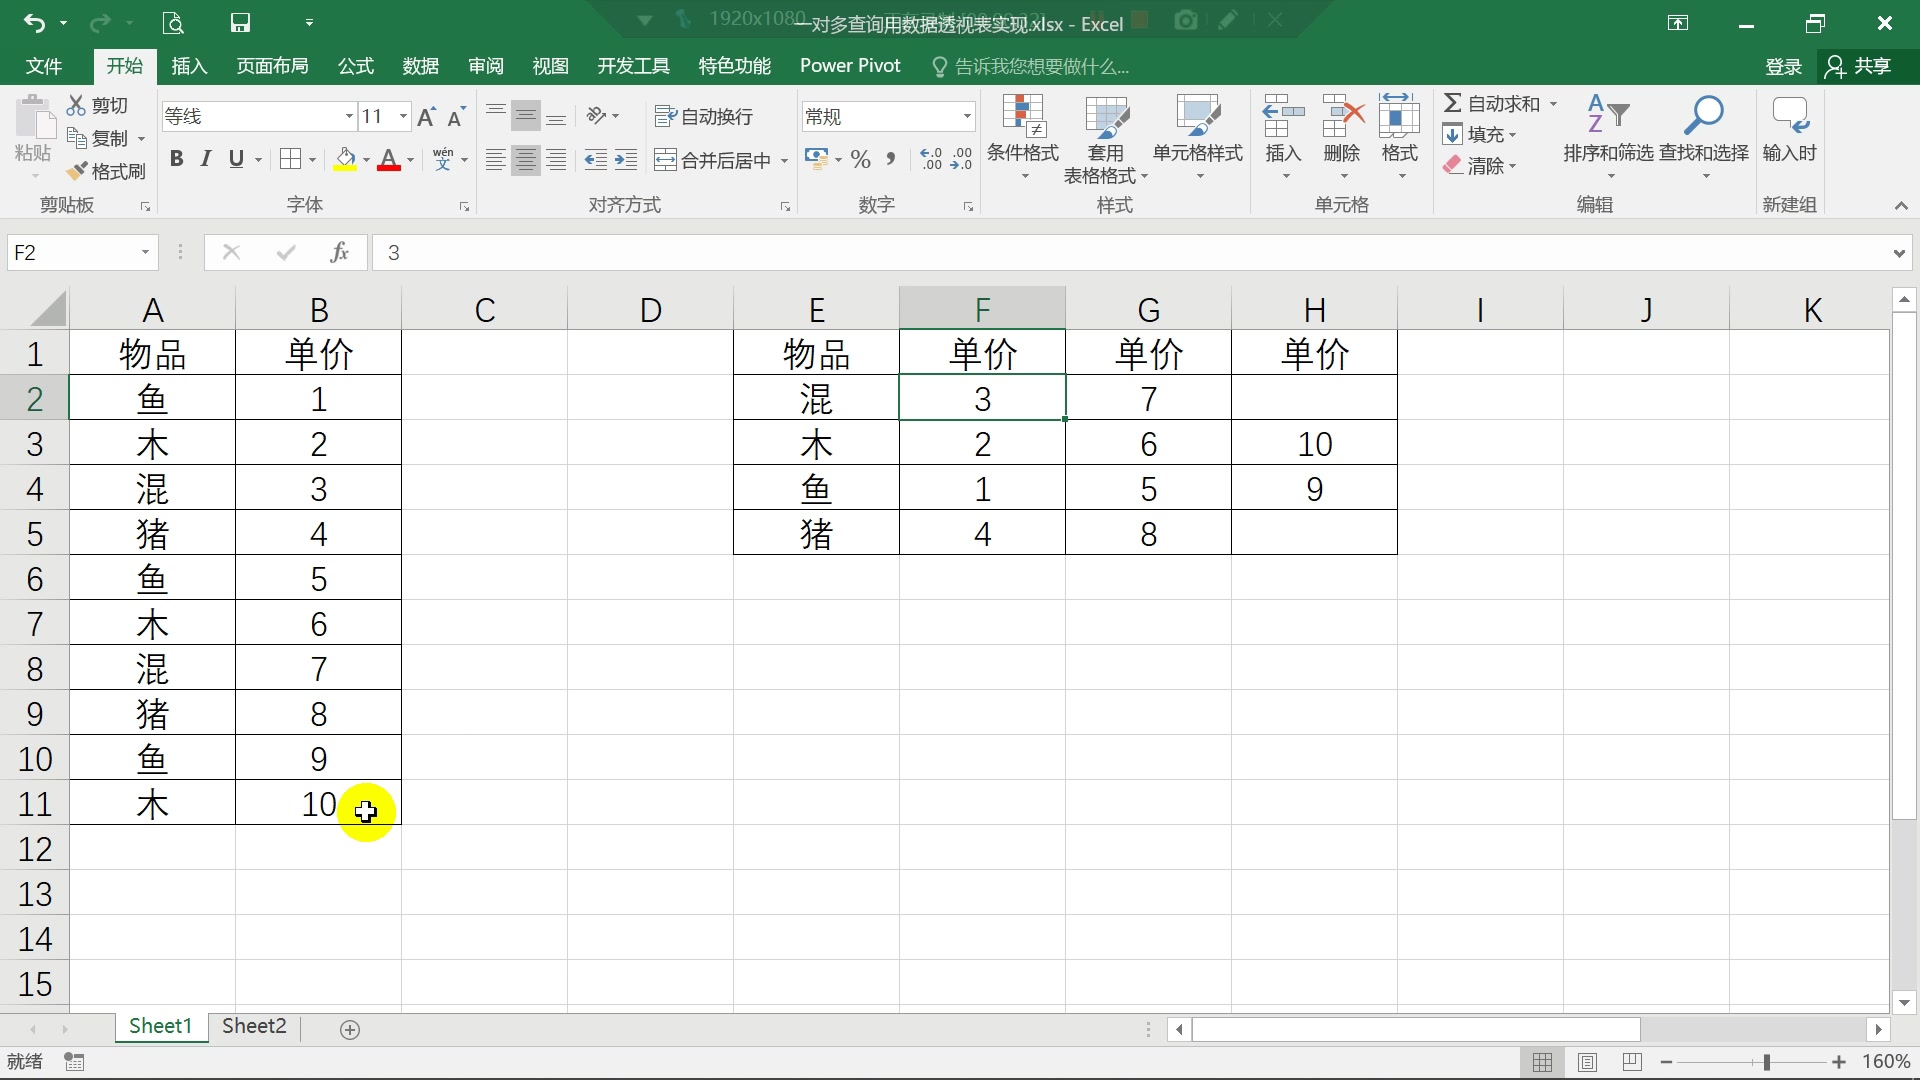 1920x1080
一对多查询用数据透视表实现.xlsx - Excel
文件 开始 插入 页面布局 公式 数据 审阅 视图 开发工具 特色功能 Power Pivot 告诉我您想要做什么... 登录 共享
粘贴 剪切 复制 格式刷 剪贴板
等线 11 A A
B I U A wén 文 字体
自动换行 合并后居中 对齐方式
常规 % , 数字
条件格式 套用 表格格式 单元格样式 样式
插入 删除 格式 单元格
自动求和 填充 清除 排序和筛选 查找和选择 编辑
输入时 新建组
F2 fx 3
A B C D E F G H I J K
1 物品 单价 物品 单价 单价 单价
2 鱼 1 混 3 7
3 木 2 木 2 6 10
4 混 3 鱼 1 5 9
5 猪 4 猪 4 8
6 鱼 5
7 木 6
8 混 7
9 猪 8
10 鱼 9
11 木 10
12
13
14
15
Sheet1 Sheet2
就绪 160%